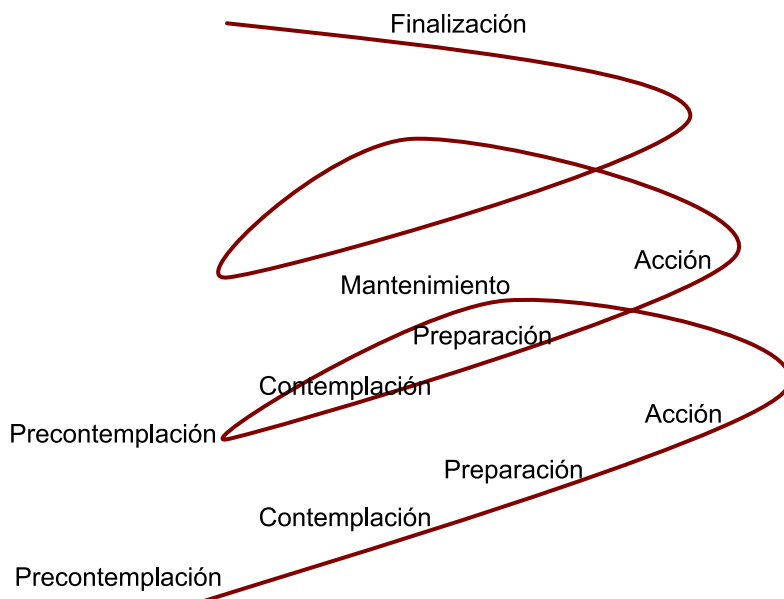 Finalización
Acción
Mantenimiento
Preparación
Contemplación
Precontemplación
Acción
Preparación
Contemplación
Precontemplación